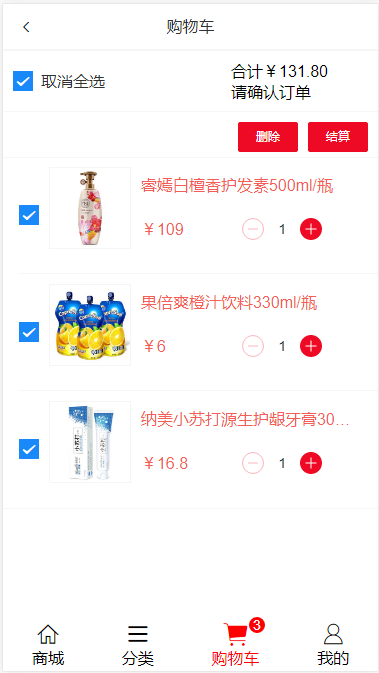 购物车
取消全选
合计￥131.80
请确认订单
删除
结算
睿嫣白檀香护发素500ml/瓶
￥109
1
果倍爽橙汁饮料330ml/瓶
￥6
1
纳美小苏打源生护龈牙膏30...
￥16.8
1
小苏打
3
商城
分类
购物车
我的